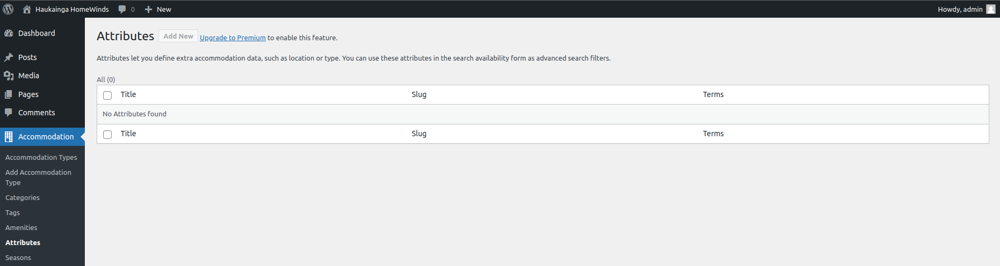 Haukainga HomeWinds 0 New Howdy, admin
Dashboard
Posts
Media
Pages
Comments
Accommodation
Accommodation Types
Add Accommodation
Type
Categories
Tags
Amenities
Attributes
Seasons
Attributes Add New Upgrade to Premium to enable this feature.
Attributes let you define extra accommodation data, such as location or type. You can use these attributes in the search availability form as advanced search filters.
All (0)
Title Slug Terms
No Attributes found
Title Slug Terms